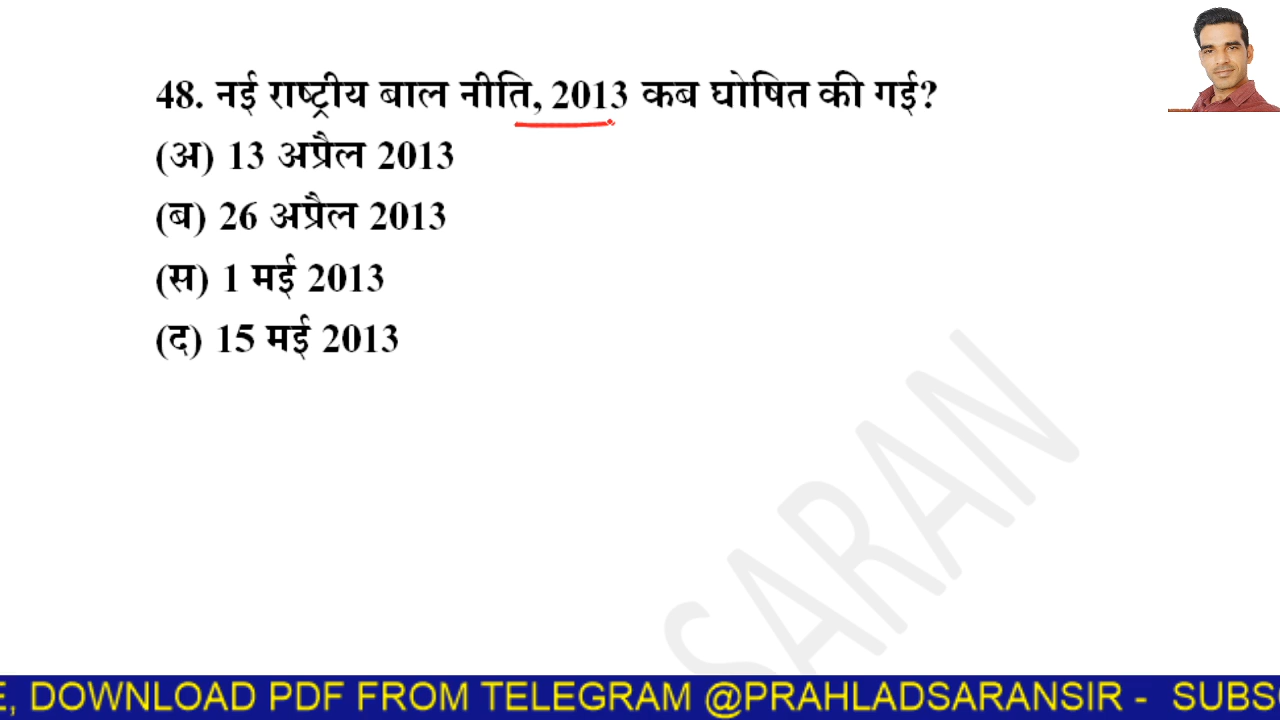 48. नई राष्ट्रीय बाल नीति, 2013 कब घोषित की गई?
(अ) 13 अप्रैल 2013
(ब) 26 अप्रैल 2013
(स) 1 मई 2013
(द) 15 मई 2013
SARAN
E, DOWNLOAD PDF FROM TELEGRAM @PRAHLADSARANSIR - SUBS